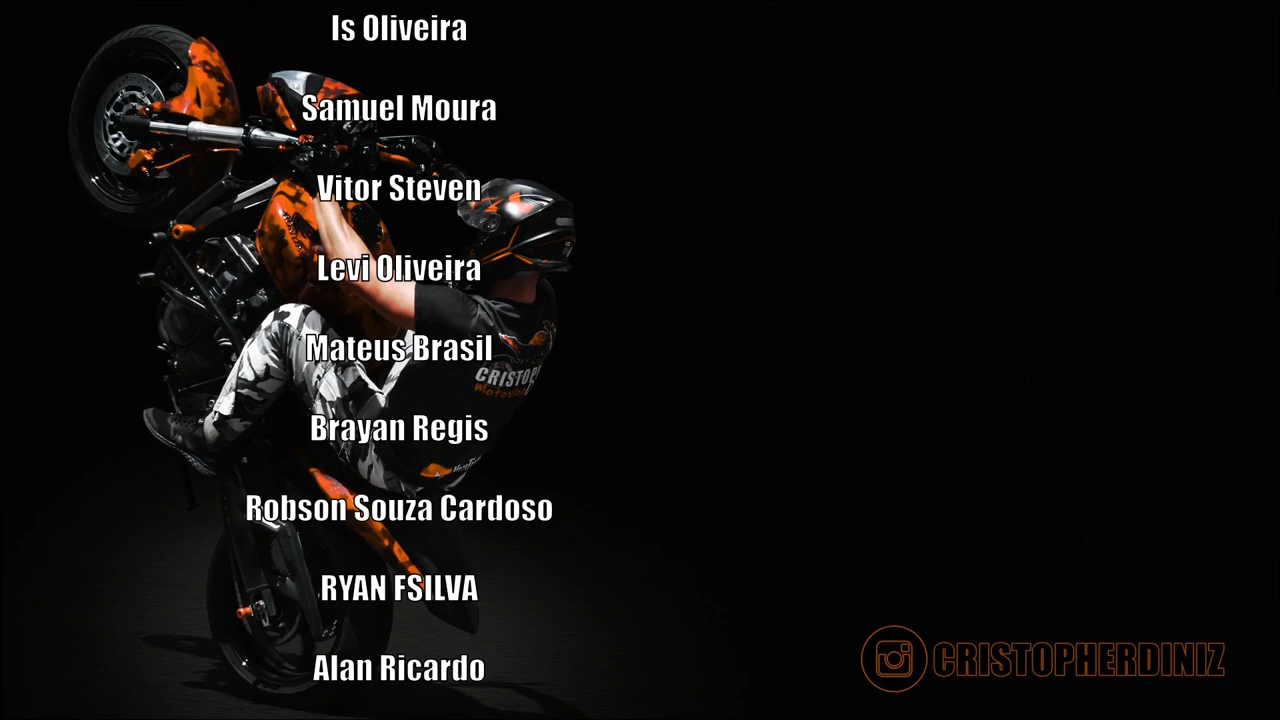 Is Oliveira
Samuel Moura
Vitor Steven
Levi Oliveira
Mateus Brasil
CRISTOP
Brayan Regis
Robson Souza Cardoso
RYAN FSILVA
Alan Ricardo
CRISTOPHERDINIZ